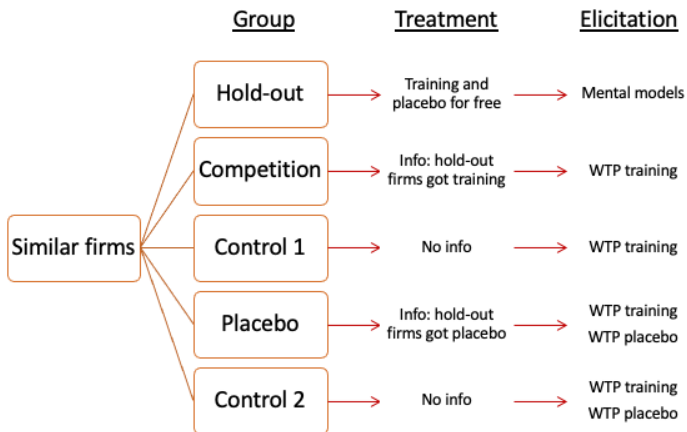 Group Treatment Elicitation
Hold-out
Training and
placebo for free
Mental models
Competition
Info: hold-out
firms got training
WTP training
Similar firms
Control 1
No info
WTP training
Placebo
Info: hold-out
firms got placebo
WTP training
WTP placebo
Control 2
No info
WTP training
WTP placebo